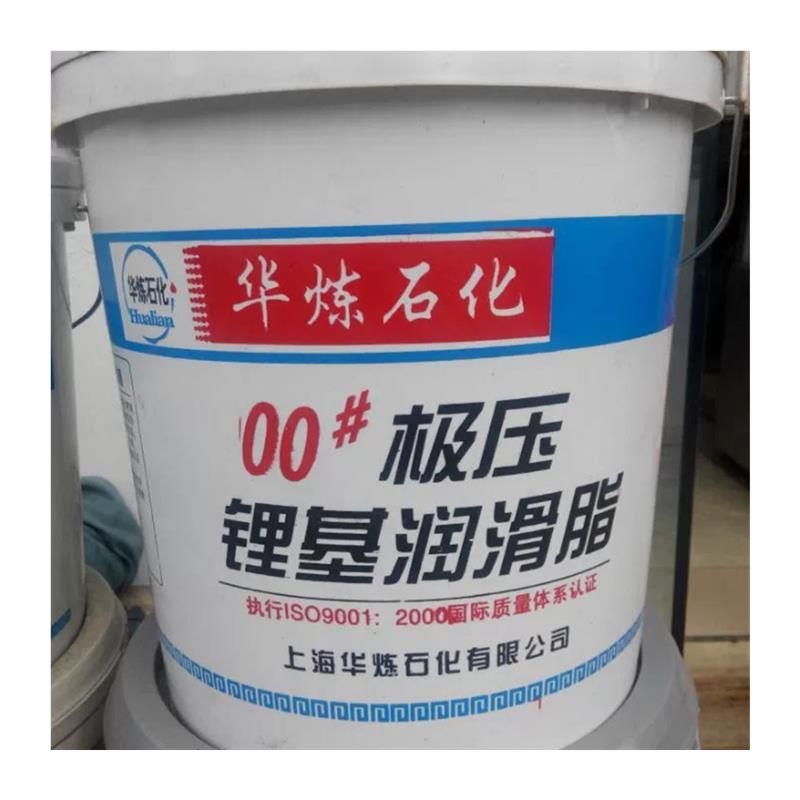 华炼石化
Hualian
华炼石化
00# 极压
锂基润滑脂
执行ISO9001：2000国际质量体系认证
上海华炼石化有限公司